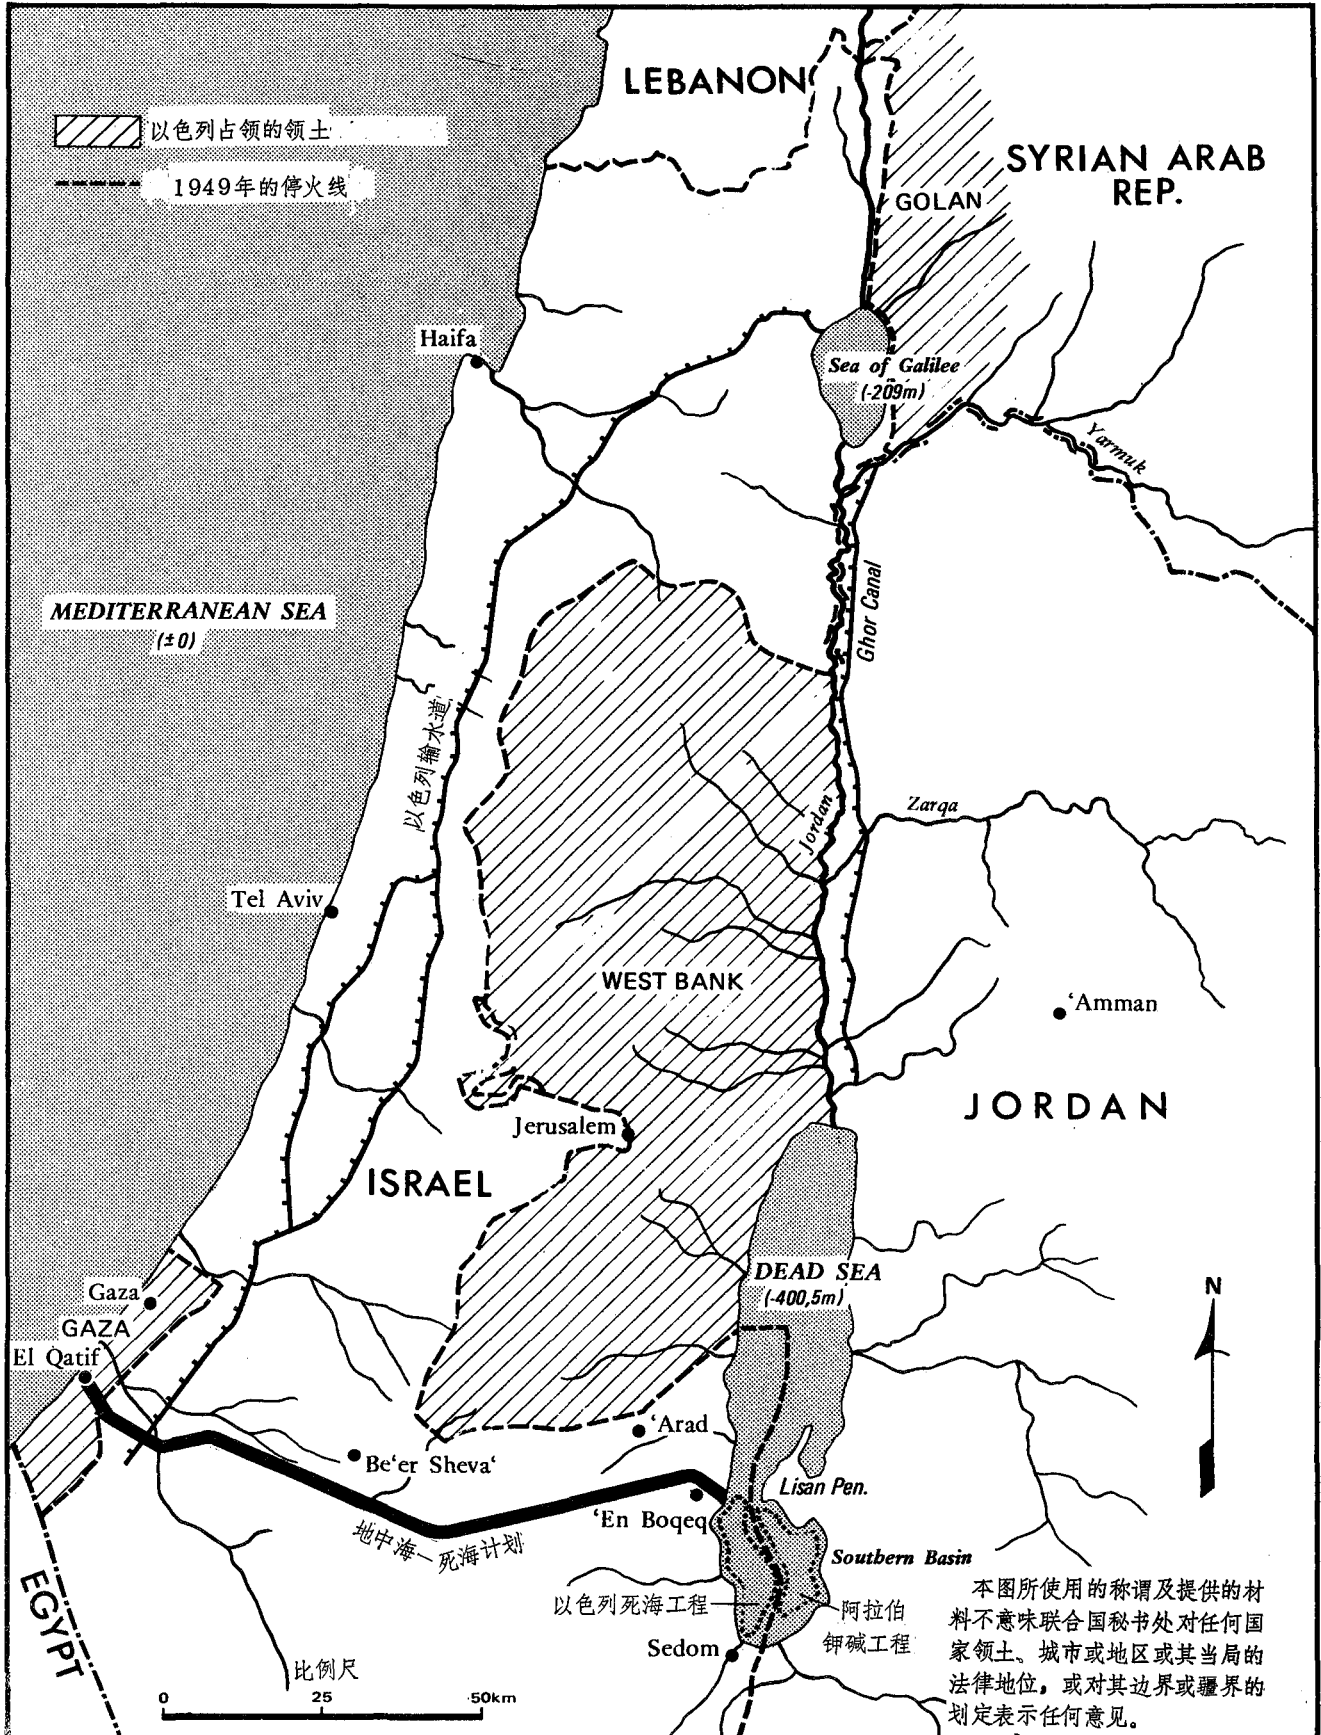 LEBANON
以色列占领的领土
1949年的停火线
SYRIAN ARAB
REP.
GOLAN
Haifa
Sea of Galilee
(-209m)
Yarmuk
MEDITERRANEAN SEA
(±0)
Ghor Canal
以色列输水道
Jordan
Zarqa
Tel Aviv
WEST BANK
‘Amman
JORDAN
Jerusalem
ISRAEL
DEAD SEA
(-400,5m)
N
Gaza
GAZA
El Qatif
‘Arad
Be‘er Sheva‘
Lisan Pen.
‘En Boqeq
地中海—死海计划
Southern Basin
EGYPT
以色列死海工程
阿拉伯
钾碱工程
Sedom
本图所使用的称谓及提供的材
料不意味联合国秘书处对任何国
家领土、城市或地区或其当局的
法律地位，或对其边界或疆界的
划定表示任何意见。
比例尺
0 25 50km